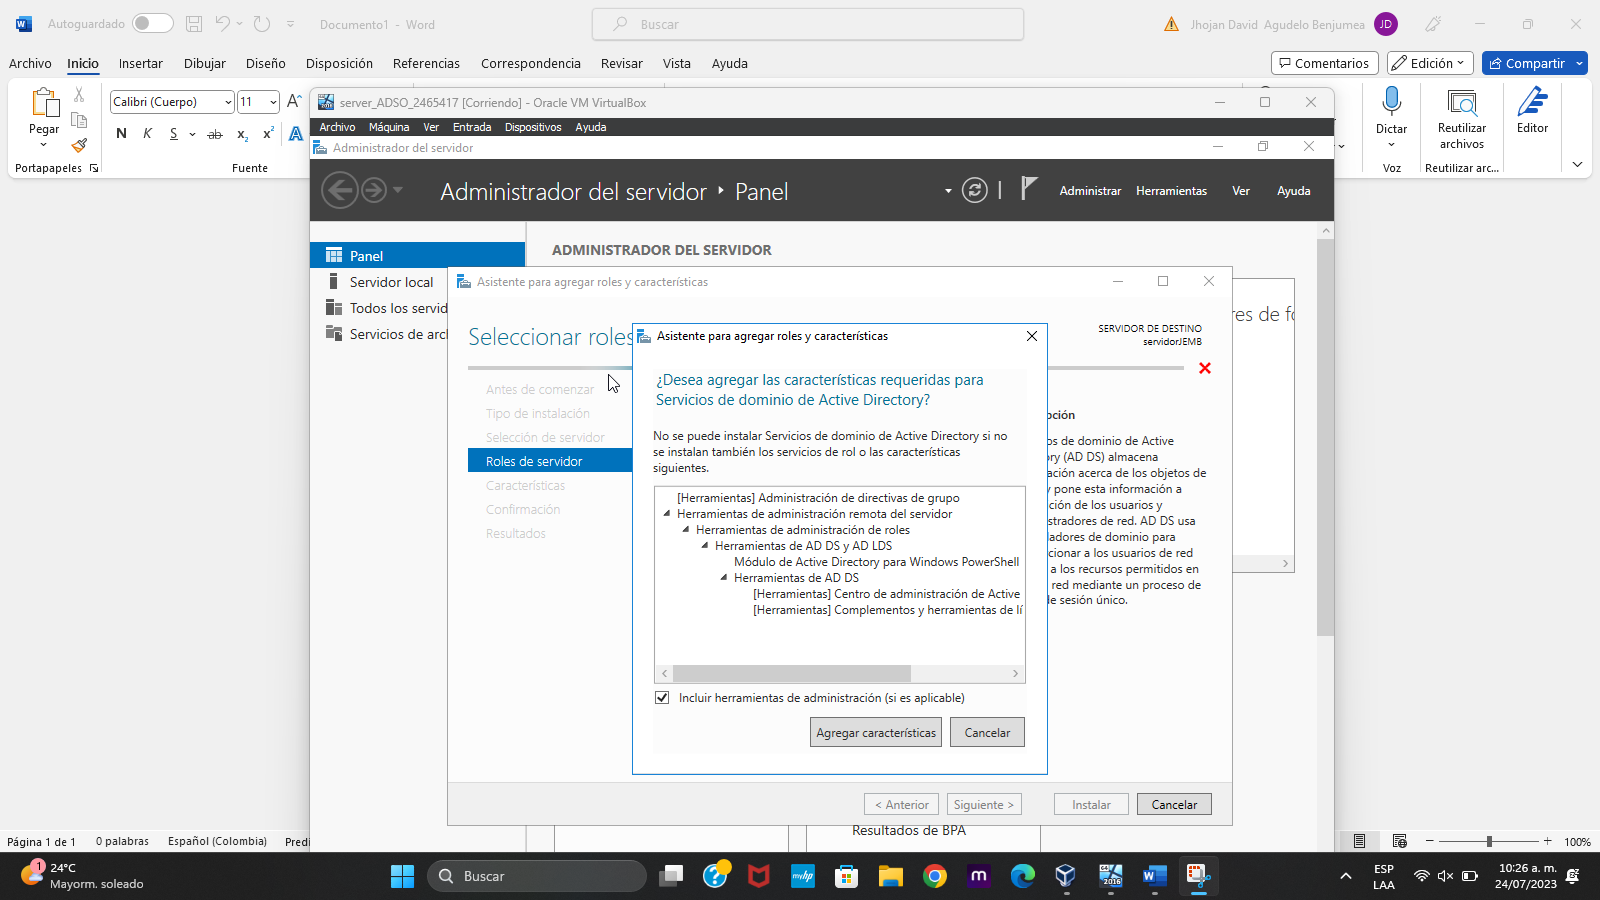 Autoguardado
Documento1 - Word
Buscar
Jhojan David Agudelo Benjumea
JD
Archivo Inicio Insertar Dibujar Diseño Disposición Referencias Correspondencia Revisar Vista Ayuda
Comentarios Edición Compartir
Pegar
Portapapeles
Calibri (Cuerpo) 11
N K S ab x₂ x² A
Fuente
Dictar
Voz
Reutilizar archivos
Reutilizar arc...
Editor
server_ADSO_2465417 [Corriendo] - Oracle VM VirtualBox
Archivo Máquina Ver Entrada Dispositivos Ayuda
Administrador del servidor
Administrador del servidor Panel
Administrar Herramientas Ver Ayuda
Panel
Servidor local
Todos los servid
Servicios de arc
ADMINISTRADOR DEL SERVIDOR
res de fo
Asistente para agregar roles y características
Seleccionar roles
SERVIDOR DE DESTINO
servidorJEMB
Antes de comenzar
Tipo de instalación
Selección de servidor
Roles de servidor
Características
Confirmación
Resultados
Asistente para agregar roles y características
¿Desea agregar las características requeridas para
Servicios de dominio de Active Directory?
No se puede instalar Servicios de dominio de Active Directory si no
se instalan también los servicios de rol o las características
siguientes.
[Herramientas] Administración de directivas de grupo
Herramientas de administración remota del servidor
Herramientas de administración de roles
Herramientas de AD DS y AD LDS
Módulo de Active Directory para Windows PowerShell
Herramientas de AD DS
[Herramientas] Centro de administración de Active
[Herramientas] Complementos y herramientas de lí
Incluir herramientas de administración (si es aplicable)
Agregar características Cancelar
pción
os de dominio de Active
ory (AD DS) almacena
ación acerca de los objetos de
y pone esta información a
ción de los usuarios y
stradores de red. AD DS usa
ladores de dominio para
cionar a los usuarios de red
a los recursos permitidos en
red mediante un proceso de
de sesión único.
< Anterior Siguiente > Instalar Cancelar
Resultados de BPA
Página 1 de 1 0 palabras Español (Colombia) Predi
100%
1
24°C
Mayorm. soleado
Buscar
myhp
m
2016
ESP
LAA
10:26 a. m.
24/07/2023